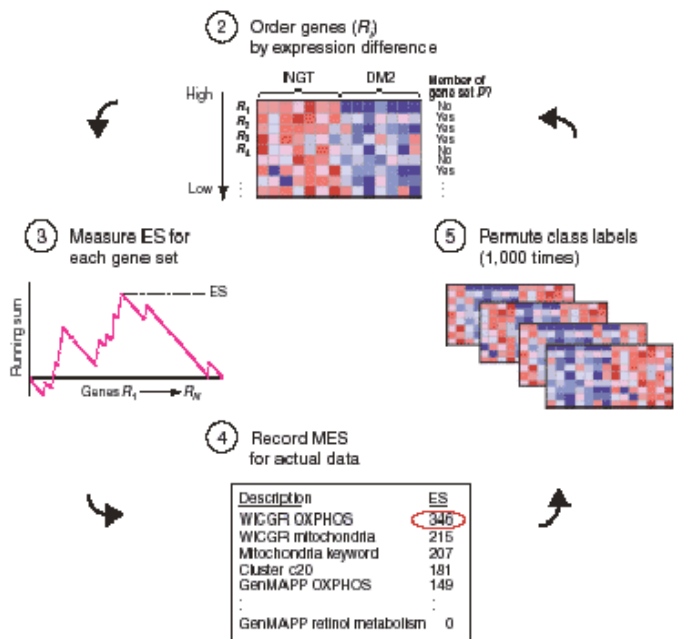 2 Order genes (Rj)
by expression difference
NGT DM2 Member of
gene set P?
High
R1 No
R2 Yes
R3 Yes
R4 No
No
Yes
Low
3 Measure ES for
each gene set
Running sum
ES
Genes R1 RN
5 Permute class labels
(1,000 times)
4 Record MES
for actual data
Description ES
WICGR OXPHOS 346
WICGR mitochondria 215
Mitochondria keyword 207
Cluster c20 181
GenMAPP OXPHOS 149
: :
GenMAPP retinol metabolism 0